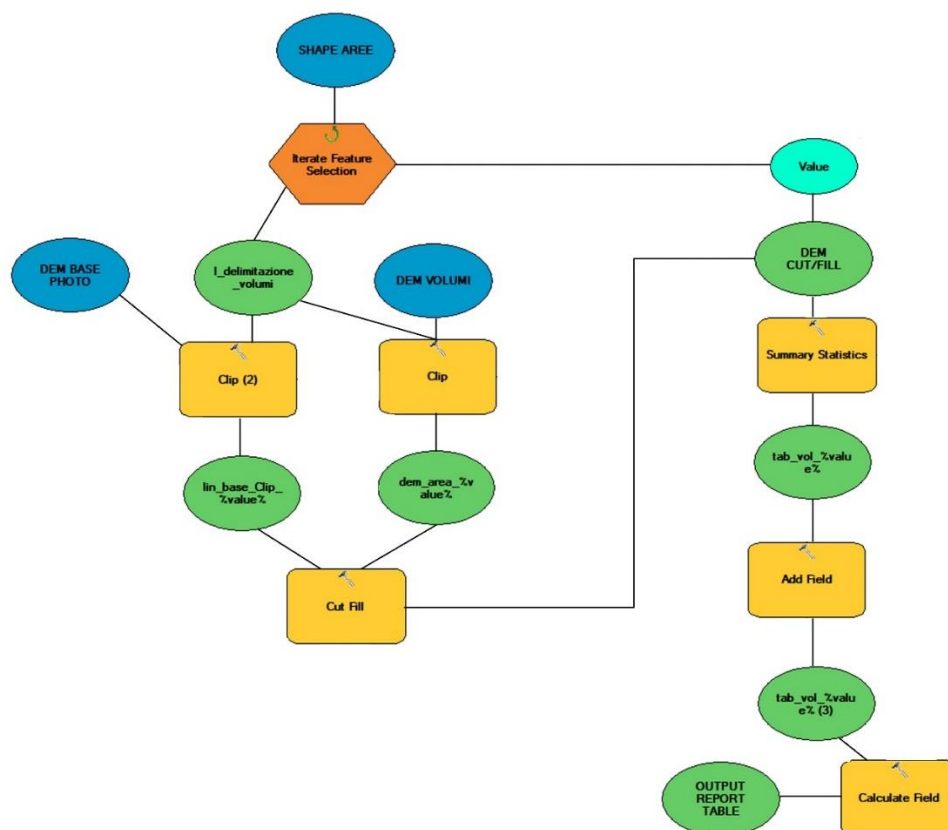 SHAPE AREE
Iterate Feature
Selection
Value
DEM BASE
PHOTO
I_delimitazione
_volumi
DEM VOLUMI
DEM
CUT/FILL
Clip (2)
Clip
Summary Statistics
lin_base_Clip_
%value%
dem_area_%v
alue%
tab_vol_%valu
e%
Cut Fill
Add Field
tab_vol_%valu
e% (3)
OUTPUT
REPORT
TABLE
Calculate Field